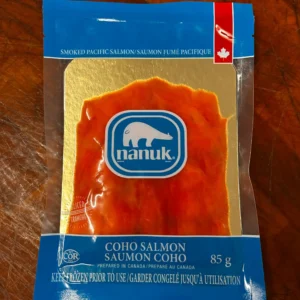 SMOKED PACIFIC SALMON/SAUMON FUMÉ PACIFIQUE
nanuk
COHO SALMON
SAUMON COHO
85 g
PREPARED IN CANADA•PRÉPARÉ AU CANADA
COR
KEEP FROZEN PRIOR TO USE/GARDER CONGELÉ JUSQU'À UTILISATION